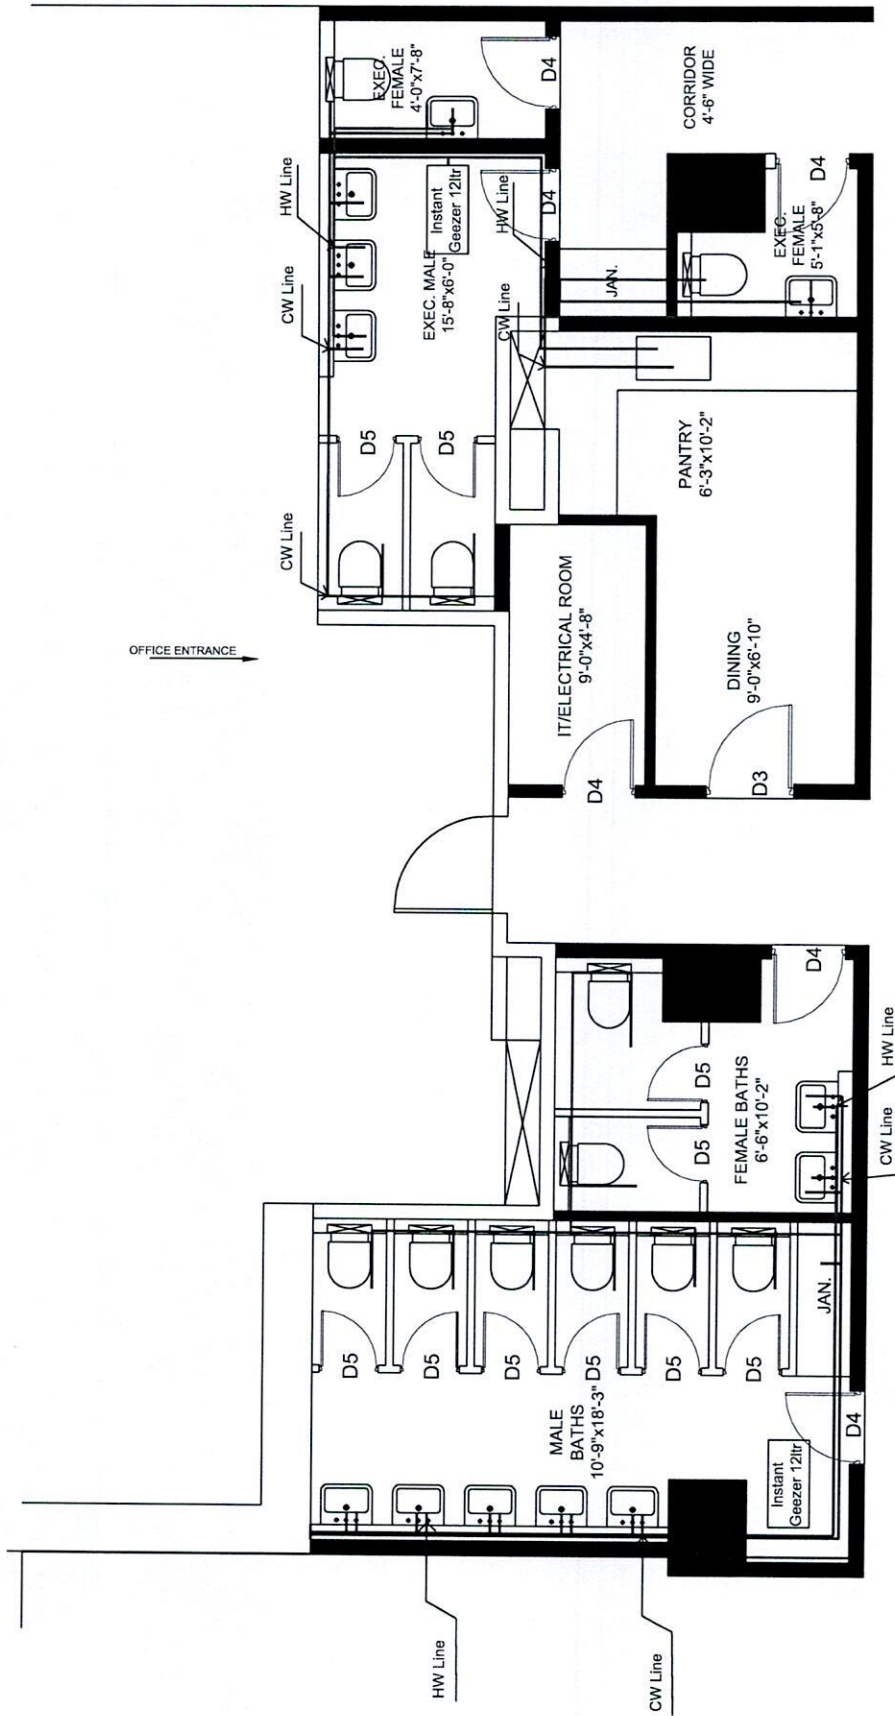 EXEC.
FEMALE
4'-0"x7'-8"
D4
CORRIDOR
4'-6" WIDE
HW Line
Instant
Geezer 12ltr
D4
HW Line
D4
EXEC.
FEMALE
5'-1"x5'-8"
JAN.
CW Line
EXEC. MALE
15'-8"x6'-0"
CW Line
D5
D5
PANTRY
6'-3"x10'-2"
CW Line
OFFICE ENTRANCE
IT/ELECTRICAL ROOM
9'-0"x4'-8"
DINING
9'-0"x6'-10"
D4
D3
D4
HW Line
D5
D5
FEMALE BATHS
6'-6"x10'-2"
CW Line
JAN.
D5
D5
D5
D5
D5
D5
MALE
BATHS
10'-9"x18'-3"
D4
Instant
Geezer 12ltr
HW Line
CW Line